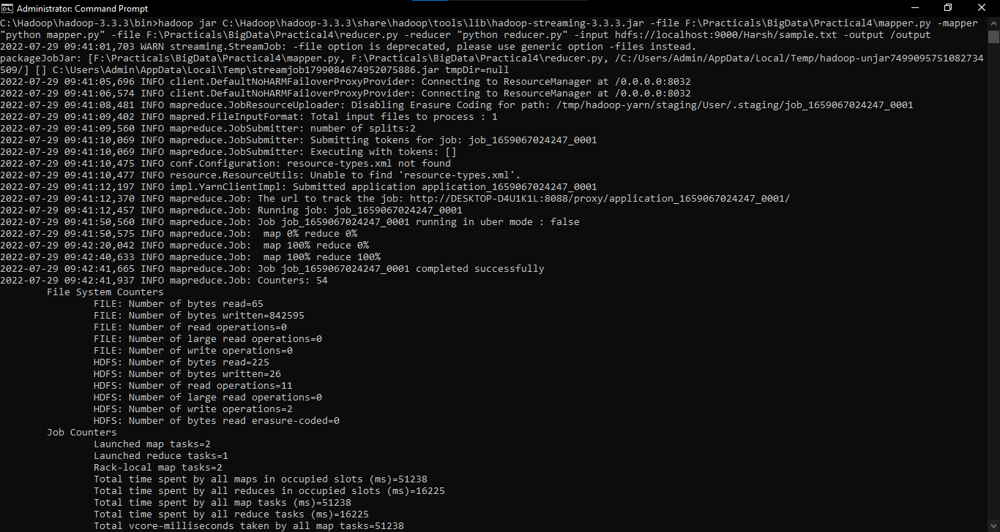 Administrator: Command Prompt
C:\Hadoop\hadoop-3.3.3\bin>hadoop jar C:\Hadoop\hadoop-3.3.3\share\hadoop\tools\lib\hadoop-streaming-3.3.3.jar -file F:\Practicals\BigData\Practical4\mapper.py -mapper
"python mapper.py" -file F:\Practicals\BigData\Practical4\reducer.py -reducer "python reducer.py" -input hdfs://localhost:9000/Harsh/sample.txt -output /output
2022-07-29 09:41:01,703 WARN streaming.StreamJob: -file option is deprecated, please use generic option -files instead.
packageJobJar: [F:\Practicals\BigData\Practical4\mapper.py, F:\Practicals\BigData\Practical4\reducer.py, /C:/Users/Admin/AppData/Local/Temp/hadoop-unjar7499095751082734
509/] [] C:\Users\Admin\AppData\Local\Temp\streamjob1799084674952075886.jar tmpDir=null
2022-07-29 09:41:05,696 INFO client.DefaultNoHARMFailoverProxyProvider: Connecting to ResourceManager at /0.0.0.0:8032
2022-07-29 09:41:06,574 INFO client.DefaultNoHARMFailoverProxyProvider: Connecting to ResourceManager at /0.0.0.0:8032
2022-07-29 09:41:08,481 INFO mapreduce.JobResourceUploader: Disabling Erasure Coding for path: /tmp/hadoop-yarn/staging/User/.staging/job_1659067024247_0001
2022-07-29 09:41:09,402 INFO mapred.FileInputFormat: Total input files to process : 1
2022-07-29 09:41:09,560 INFO mapreduce.JobSubmitter: number of splits:2
2022-07-29 09:41:10,069 INFO mapreduce.JobSubmitter: Submitting tokens for job: job_1659067024247_0001
2022-07-29 09:41:10,069 INFO mapreduce.JobSubmitter: Executing with tokens: []
2022-07-29 09:41:10,475 INFO conf.Configuration: resource-types.xml not found
2022-07-29 09:41:10,477 INFO resource.ResourceUtils: Unable to find 'resource-types.xml'.
2022-07-29 09:41:12,197 INFO impl.YarnClientImpl: Submitted application application_1659067024247_0001
2022-07-29 09:41:12,370 INFO mapreduce.Job: The url to track the job: http://DESKTOP-D4U1K1L:8088/proxy/application_1659067024247_0001/
2022-07-29 09:41:12,457 INFO mapreduce.Job: Running job: job_1659067024247_0001
2022-07-29 09:41:50,560 INFO mapreduce.Job: Job job_1659067024247_0001 running in uber mode : false
2022-07-29 09:41:50,575 INFO mapreduce.Job:  map 0% reduce 0%
2022-07-29 09:42:20,042 INFO mapreduce.Job:  map 100% reduce 0%
2022-07-29 09:42:40,633 INFO mapreduce.Job:  map 100% reduce 100%
2022-07-29 09:42:41,665 INFO mapreduce.Job: Job job_1659067024247_0001 completed successfully
2022-07-29 09:42:41,937 INFO mapreduce.Job: Counters: 54
File System Counters
FILE: Number of bytes read=65
FILE: Number of bytes written=842595
FILE: Number of read operations=0
FILE: Number of large read operations=0
FILE: Number of write operations=0
HDFS: Number of bytes read=225
HDFS: Number of bytes written=26
HDFS: Number of read operations=11
HDFS: Number of large read operations=0
HDFS: Number of write operations=2
HDFS: Number of bytes read erasure-coded=0
Job Counters
Launched map tasks=2
Launched reduce tasks=1
Rack-local map tasks=2
Total time spent by all maps in occupied slots (ms)=51238
Total time spent by all reduces in occupied slots (ms)=16225
Total time spent by all map tasks (ms)=51238
Total time spent by all reduce tasks (ms)=16225
Total vcore-milliseconds taken by all map tasks=51238